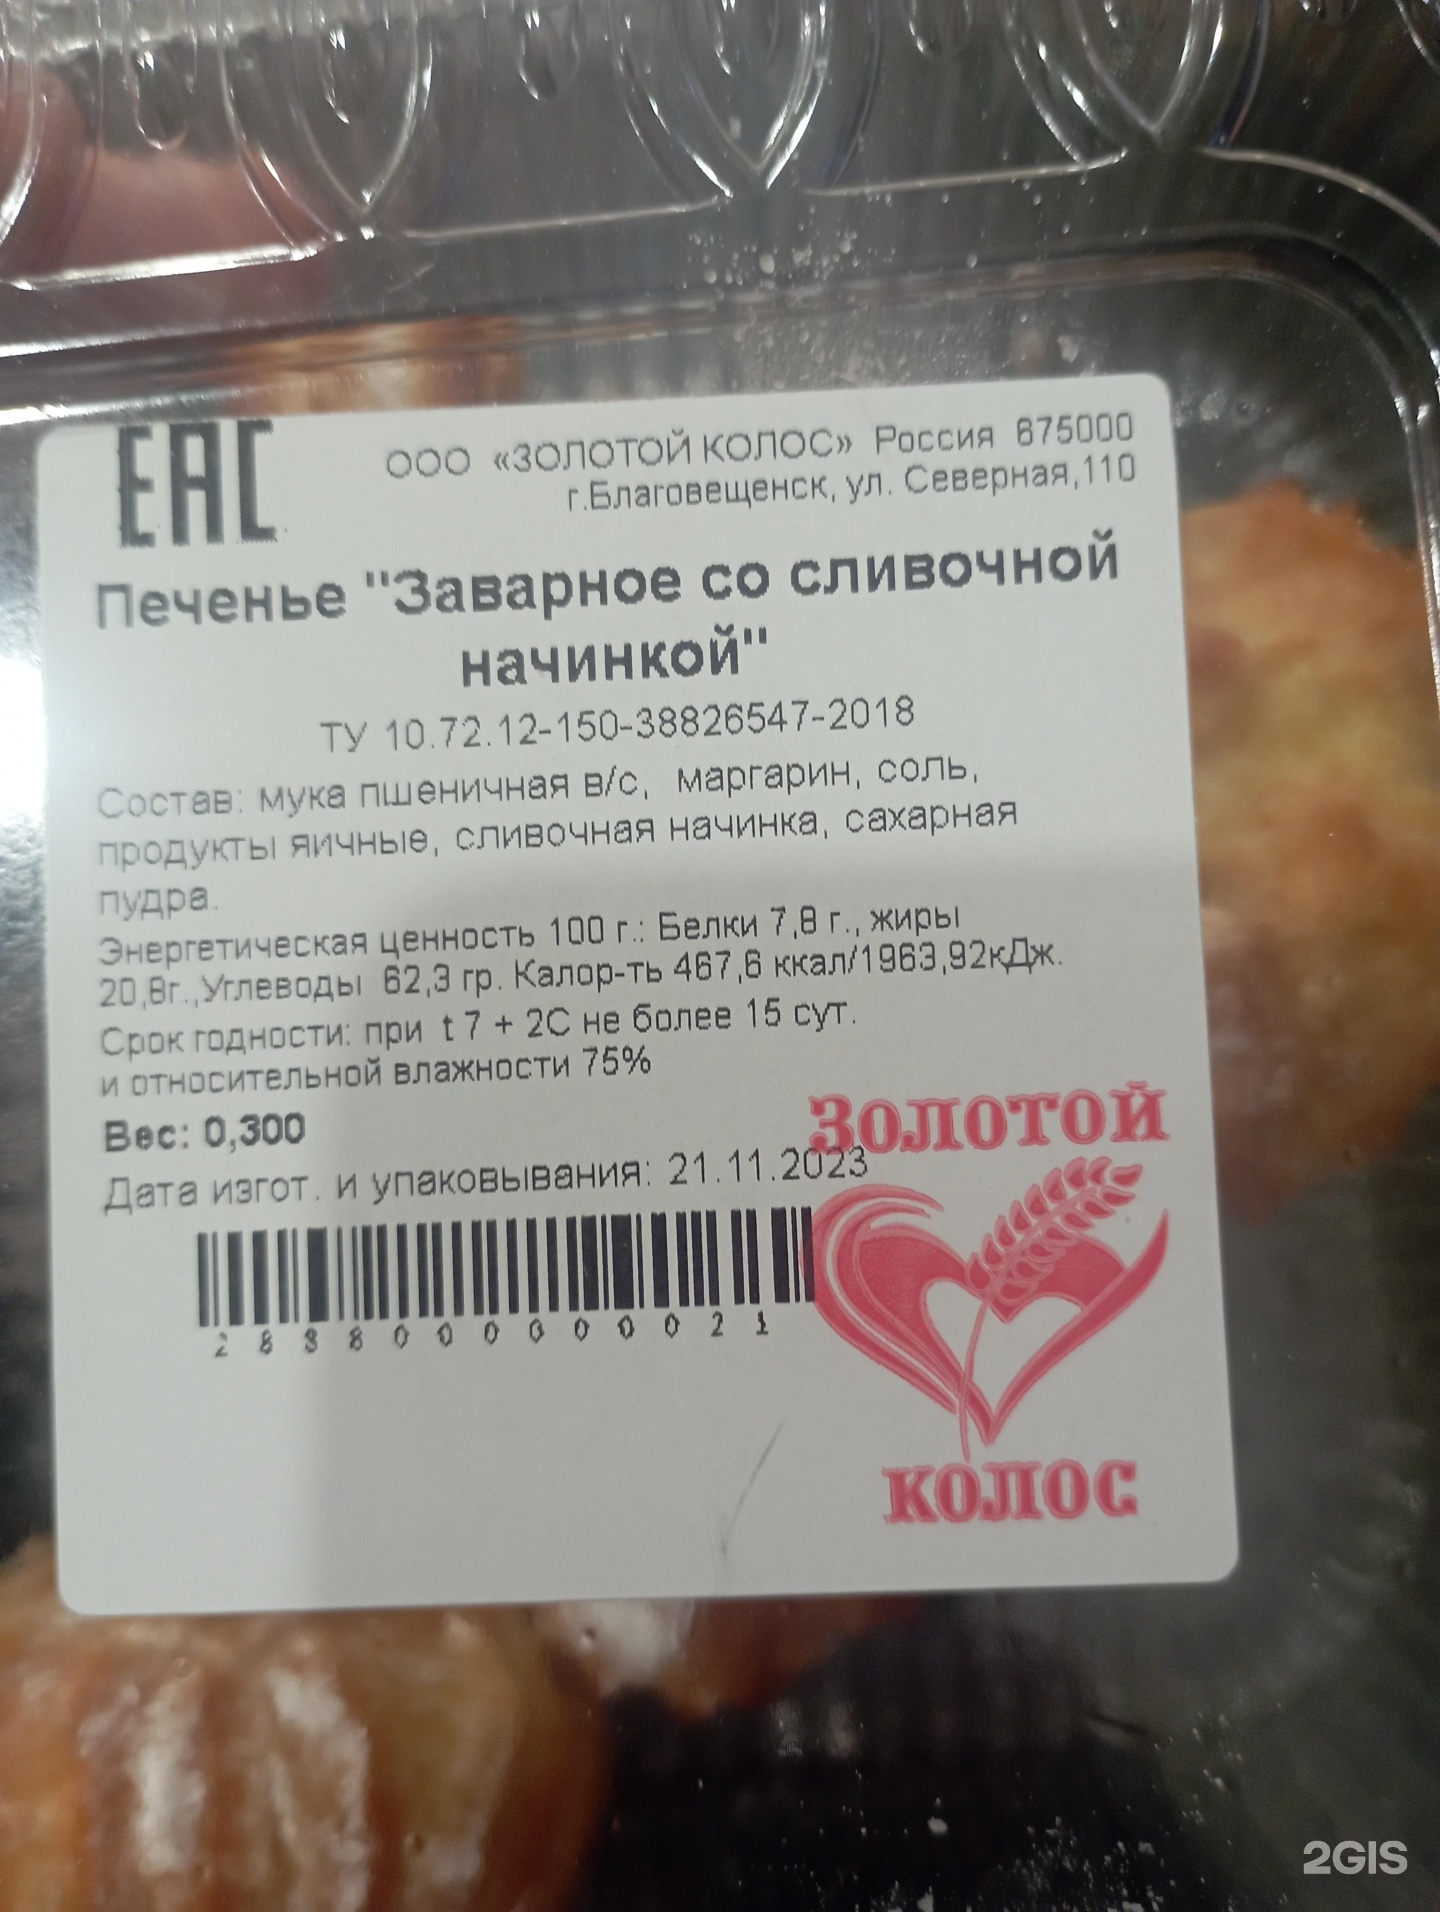 ЕАС
ООО «ЗОЛОТОЙ КОЛОС» Россия 675000
г.Благовещенск, ул. Северная,110
Печенье "Заварное со сливочной
начинкой"
ТУ 10.72.12-150-38826547-2018
Состав: мука пшеничная в/с, маргарин, соль,
продукты яичные, сливочная начинка, сахарная
пудра.
Энергетическая ценность 100 г.: Белки 7,8 г., жиры
20,8г.,Углеводы 62,3 гр. Калор-ть 467,6 ккал/1963,92кДж.
Срок годности: при t 7 + 2С не более 15 сут.
и относительной влажности 75%
Вес: 0,300
Дата изгот. и упаковывания: 21.11.2023
ЗОЛОТОЙ
КОЛОС
2GIS